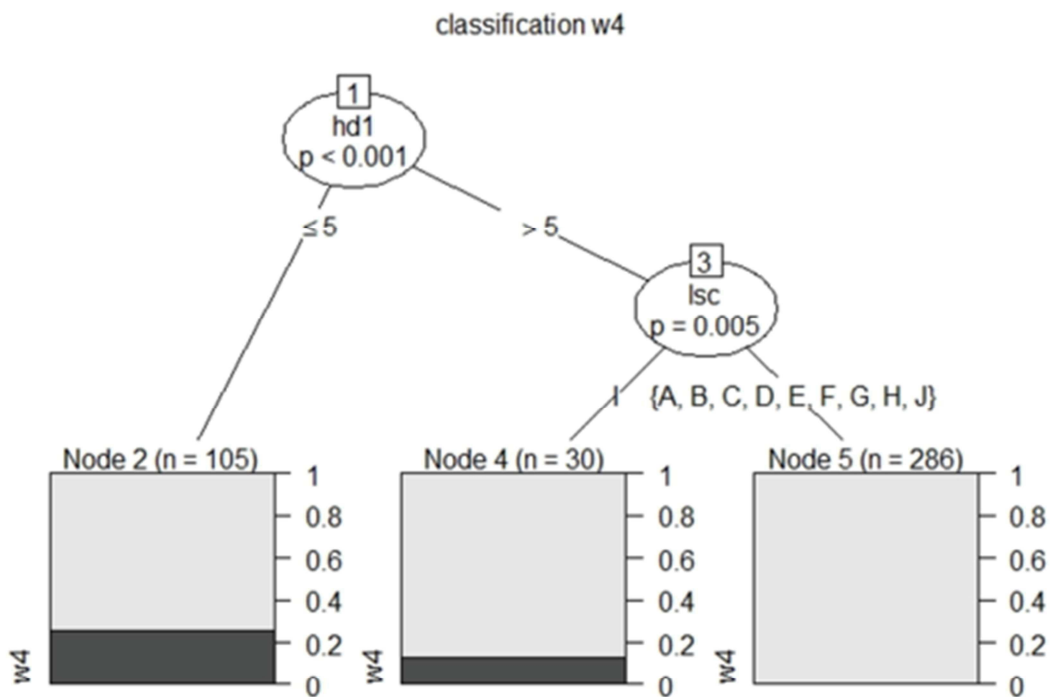 classification w4
1
hd1
p < 0.001
≤ 5
> 5
3
lsc
p = 0.005
I
{A, B, C, D, E, F, G, H, J}
Node 2 (n = 105)
Node 4 (n = 30)
Node 5 (n = 286)
1
0.8
0.6
0.4
0.2
0
w4
1
0.8
0.6
0.4
0.2
0
w4
1
0.8
0.6
0.4
0.2
0
w4